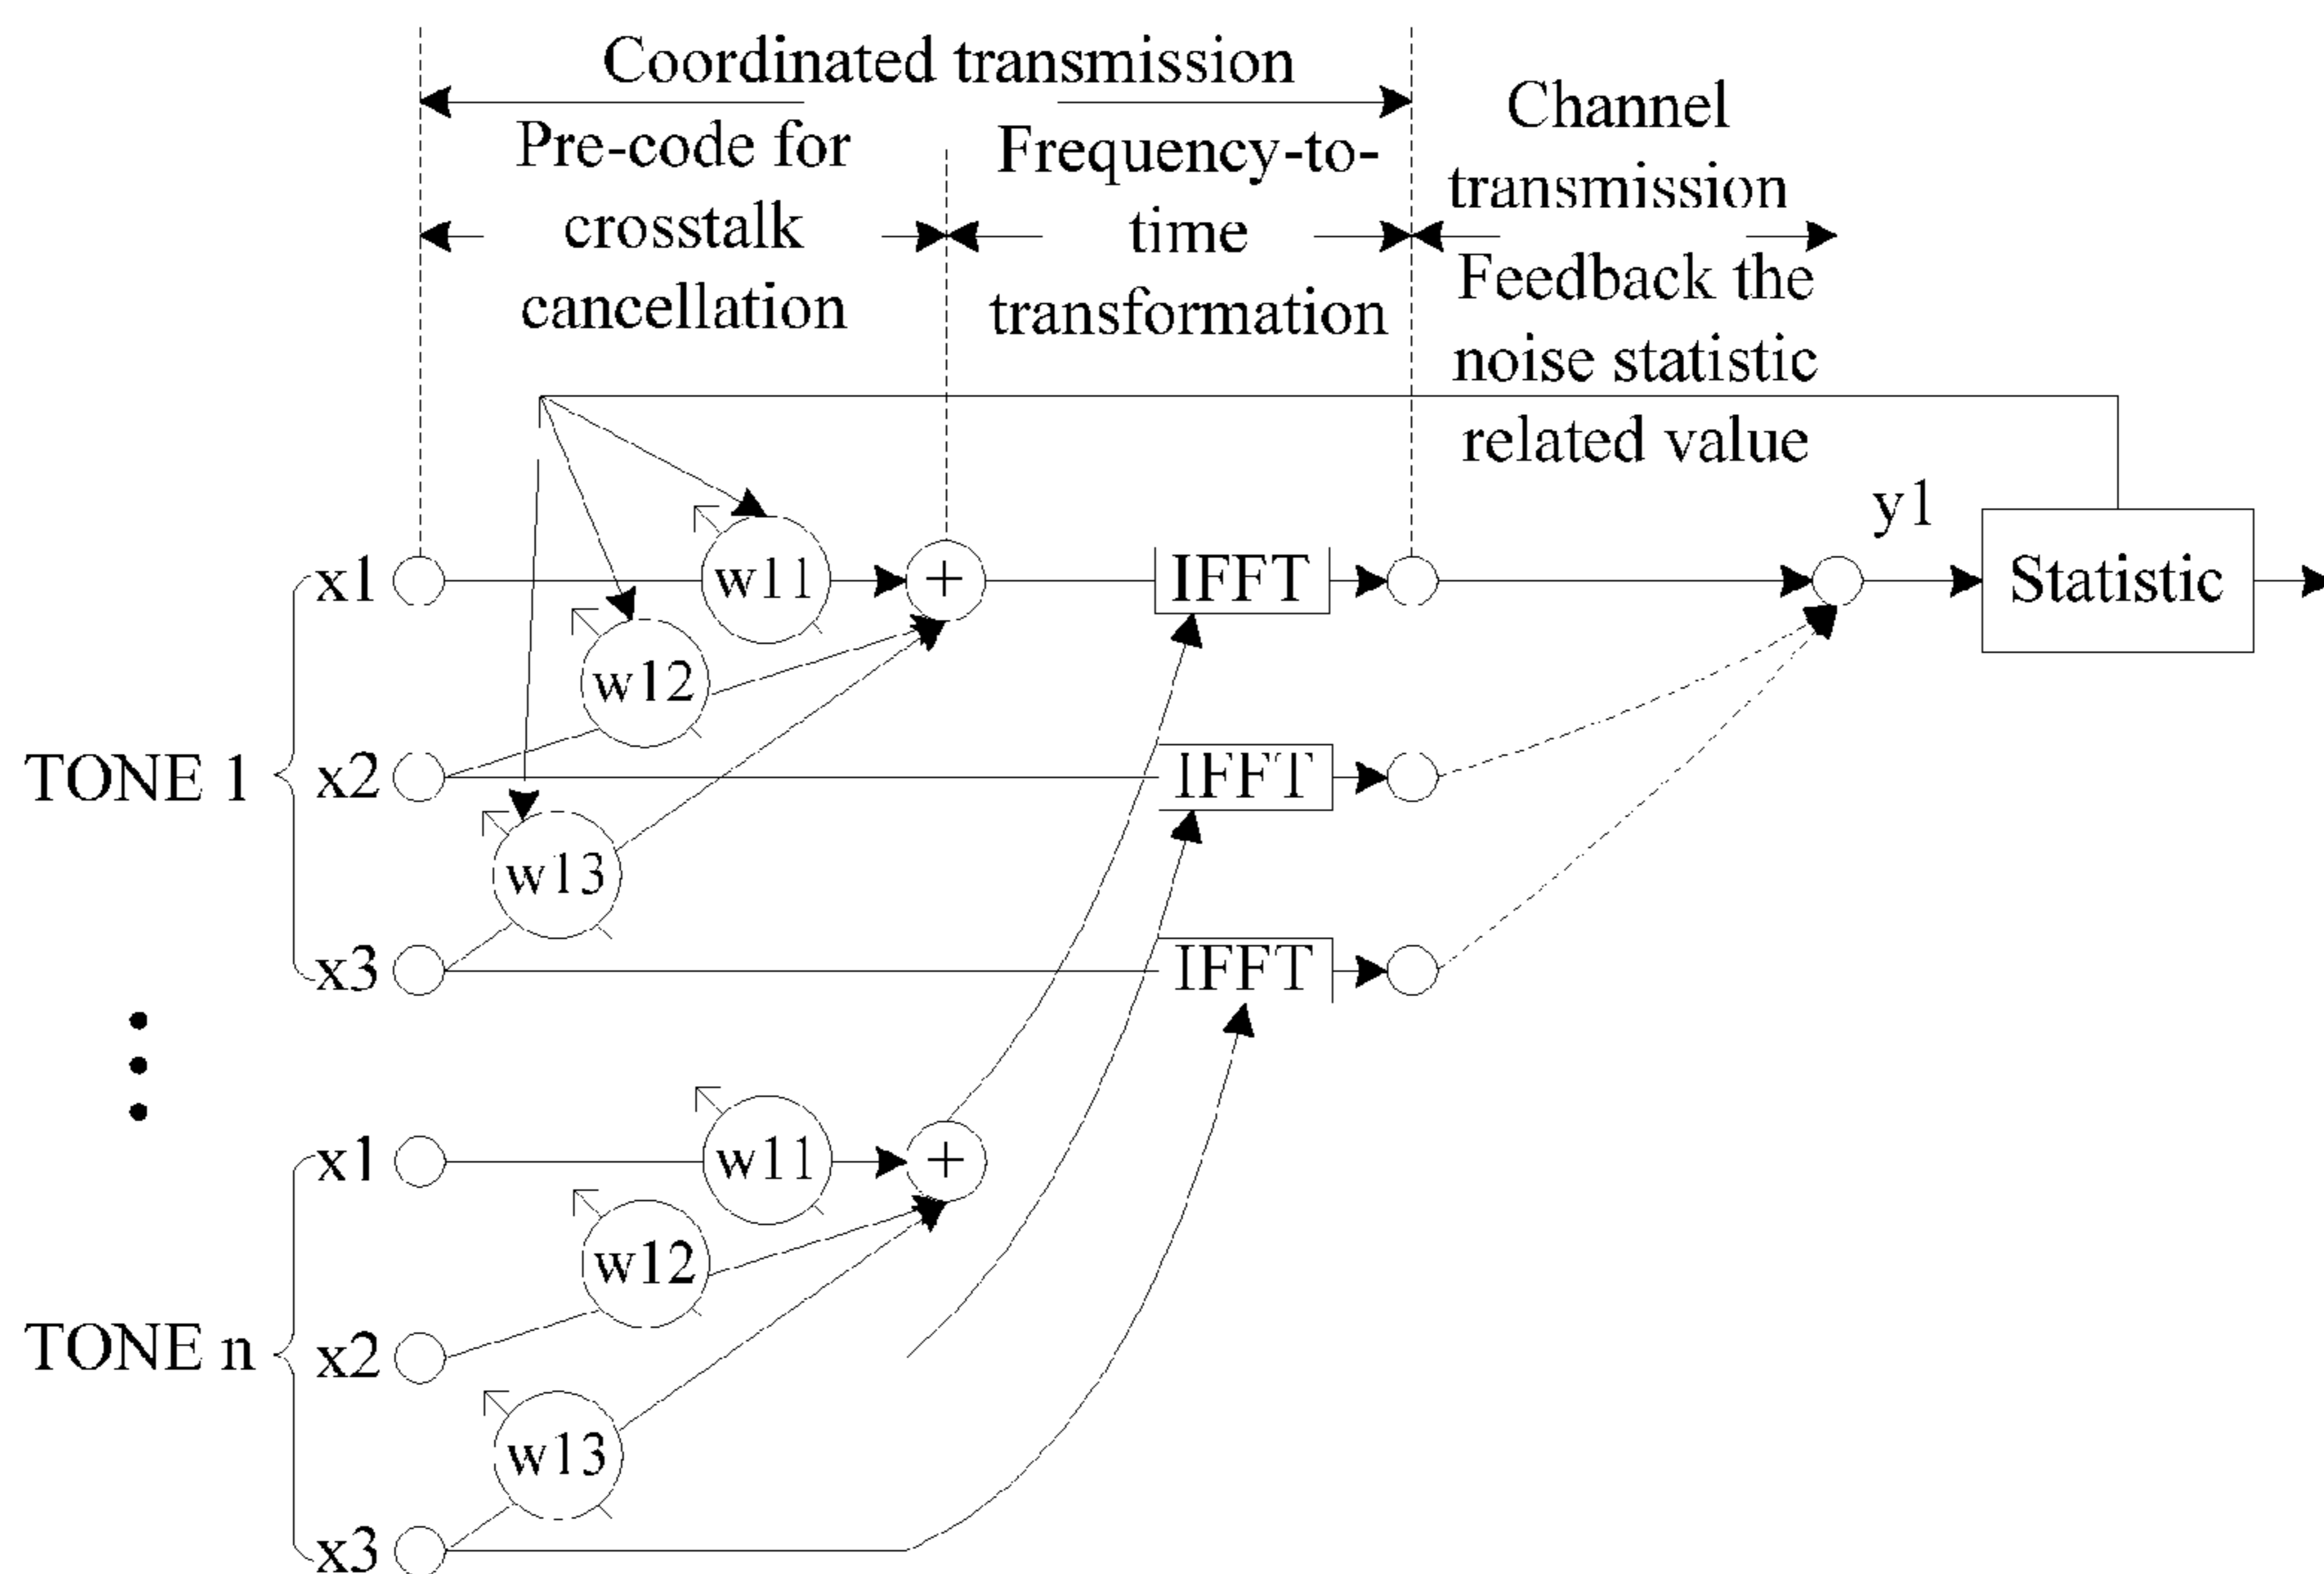 Coordinated transmission
Pre-code for
crosstalk
cancellation
Frequency-to-
time
transformation
Channel
transmission
Feedback the
noise statistic
related value
y1
x1
w11
+
IFFT
Statistic
w12
TONE 1
x2
IFFT
w13
x3
IFFT
x1
w11
+
w12
TONE n
x2
w13
x3